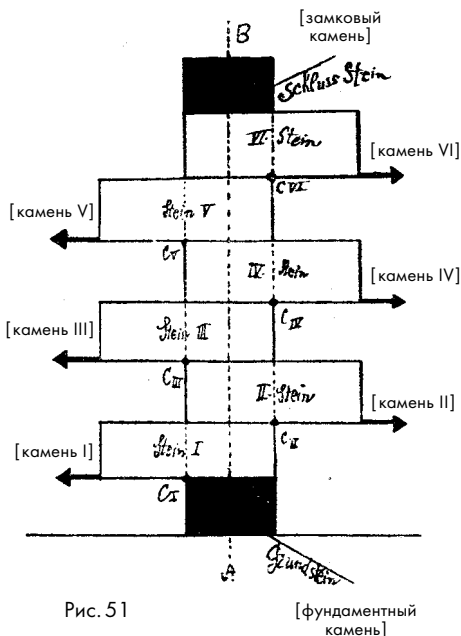 B
[замковый
камень]
Schluss Stein
VI. Stein
[камень VI]
C VI
[камень V]
Stein V
C V
IV. Stein
[камень IV]
C IV
[камень III]
Stein III
C III
II. Stein
[камень II]
C II
[камень I]
Stein I
C I
Grundstein
A
Рис. 51
[фундаментный
камень]